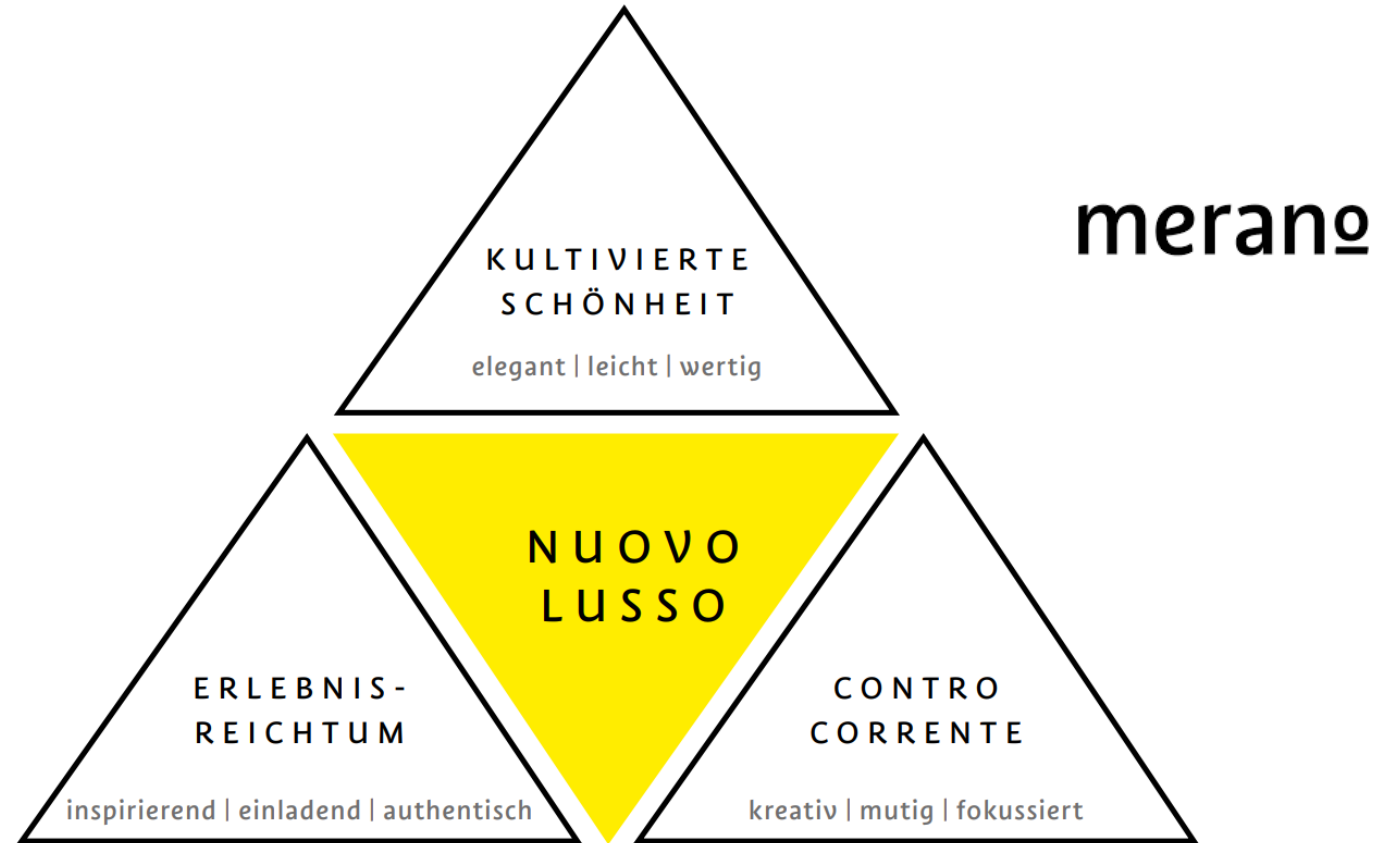 KULTIVIERTE
SCHÖNHEIT
elegant | leicht | wertig
merano
NUOVO
LUSSO
ERLEBNIS-
REICHTUM
inspirierend | einladend | authentisch
CONTRO
CORRENTE
kreativ | mutig | fokussiert